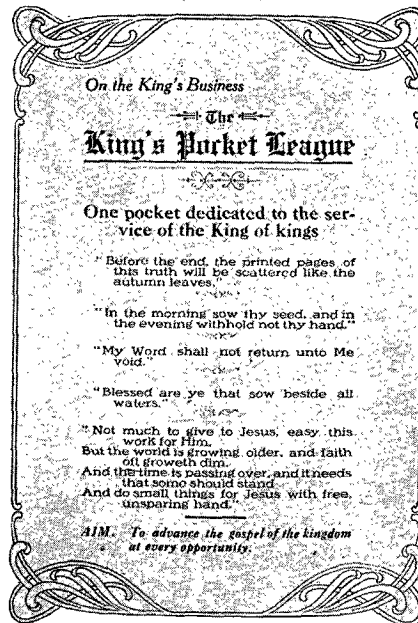 On the King's Business
The
King's Pocket League
One pocket dedicated to the ser-
vice of the King of kings
"Before the end, the printed pages of
this truth will be scattered like the
autumn leaves."
"In the morning sow thy seed, and in
the evening withhold not thy hand."
"My Word shall not return unto Me
void."
"Blessed are ye that sow beside all
waters."
"Not much to give to Jesus, easy this
work for Him,
But the world is growing older, and faith
oft groweth dim.
And the time is passing over, and it needs
that some should stand
And do small things for Jesus with free,
unsparing hand."
AIM. To advance the gospel of the kingdom
at every opportunity.